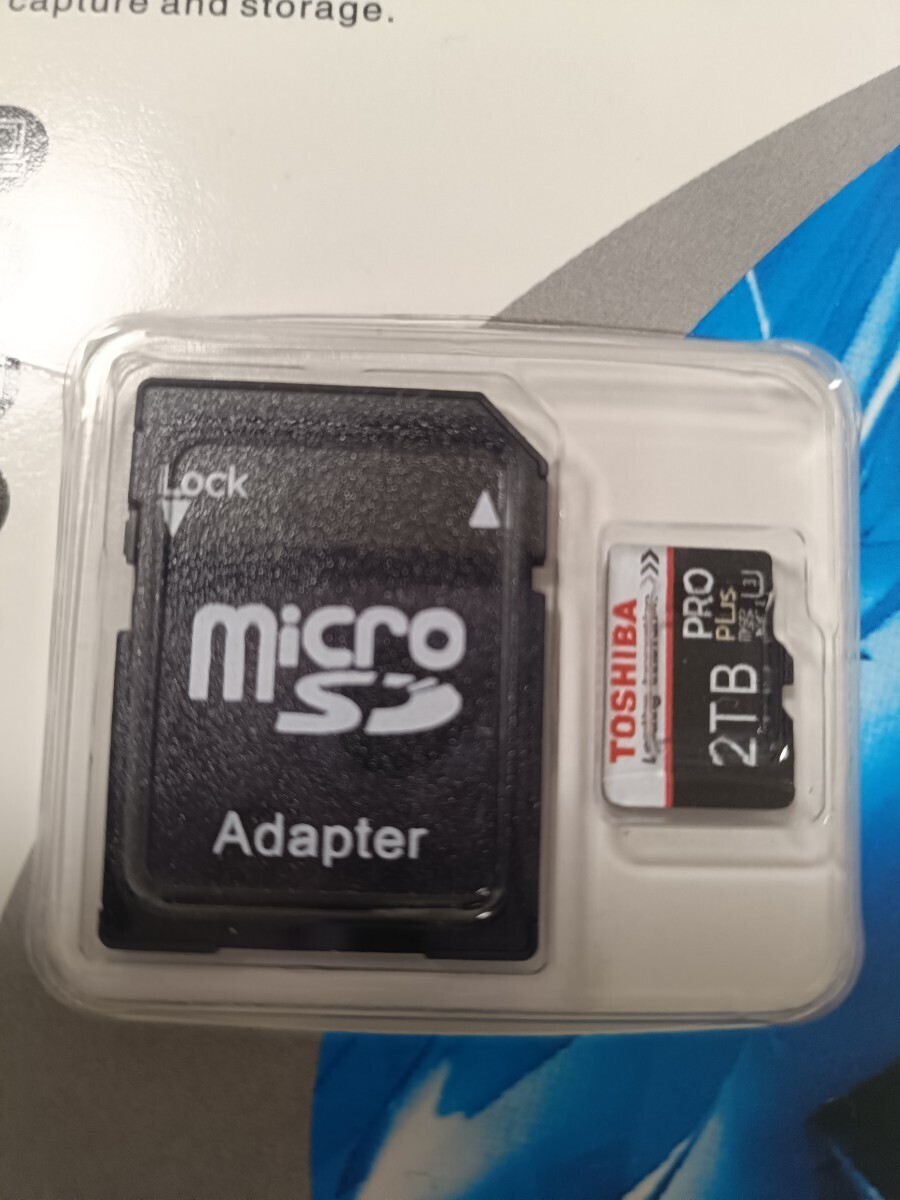 capture and storage.
Lock
micro
SD
Adapter
TOSHIBA
PRO
PLUS
2TB